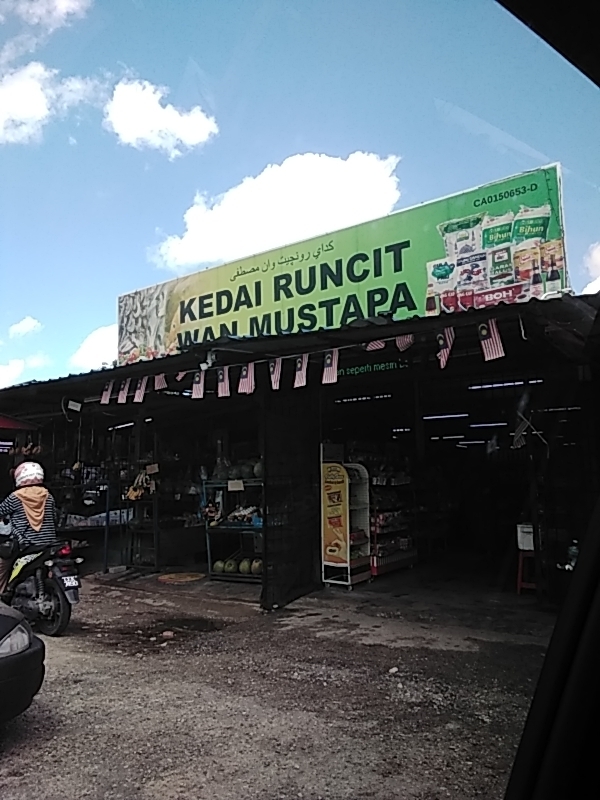 CA0150653-D
كداي رونچيت وان مصطفى
KEDAI RUNCIT
WAN MUSTAPA
Bihun
Bihun
BOH